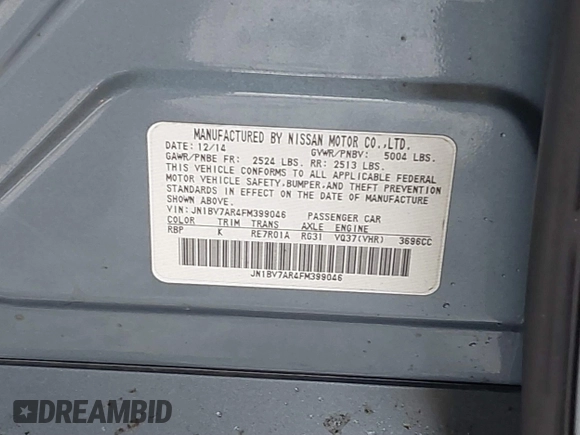 MANUFACTURED BY NISSAN MOTOR CO.,LTD.
DATE: 12/14 GVWR/PNBV: 5004 LBS.
GAWR/PNBE FR: 2524 LBS. RR: 2513 LBS.
THIS VEHICLE CONFORMS TO ALL APPLICABLE FEDERAL
MOTOR VEHICLE SAFETY, BUMPER, AND THEFT PREVENTION
STANDARDS IN EFFECT ON THE DATE OF MANUFACTURE
SHOWN ABOVE.
VIN: JN1BV7AR4FM399046 PASSENGER CAR
COLOR TRIM TRANS AXLE ENGINE
RBP K RE7R01A RG31 VQ37(VHR) 3696CC
JN1BV7AR4FM399046
DREAMBID